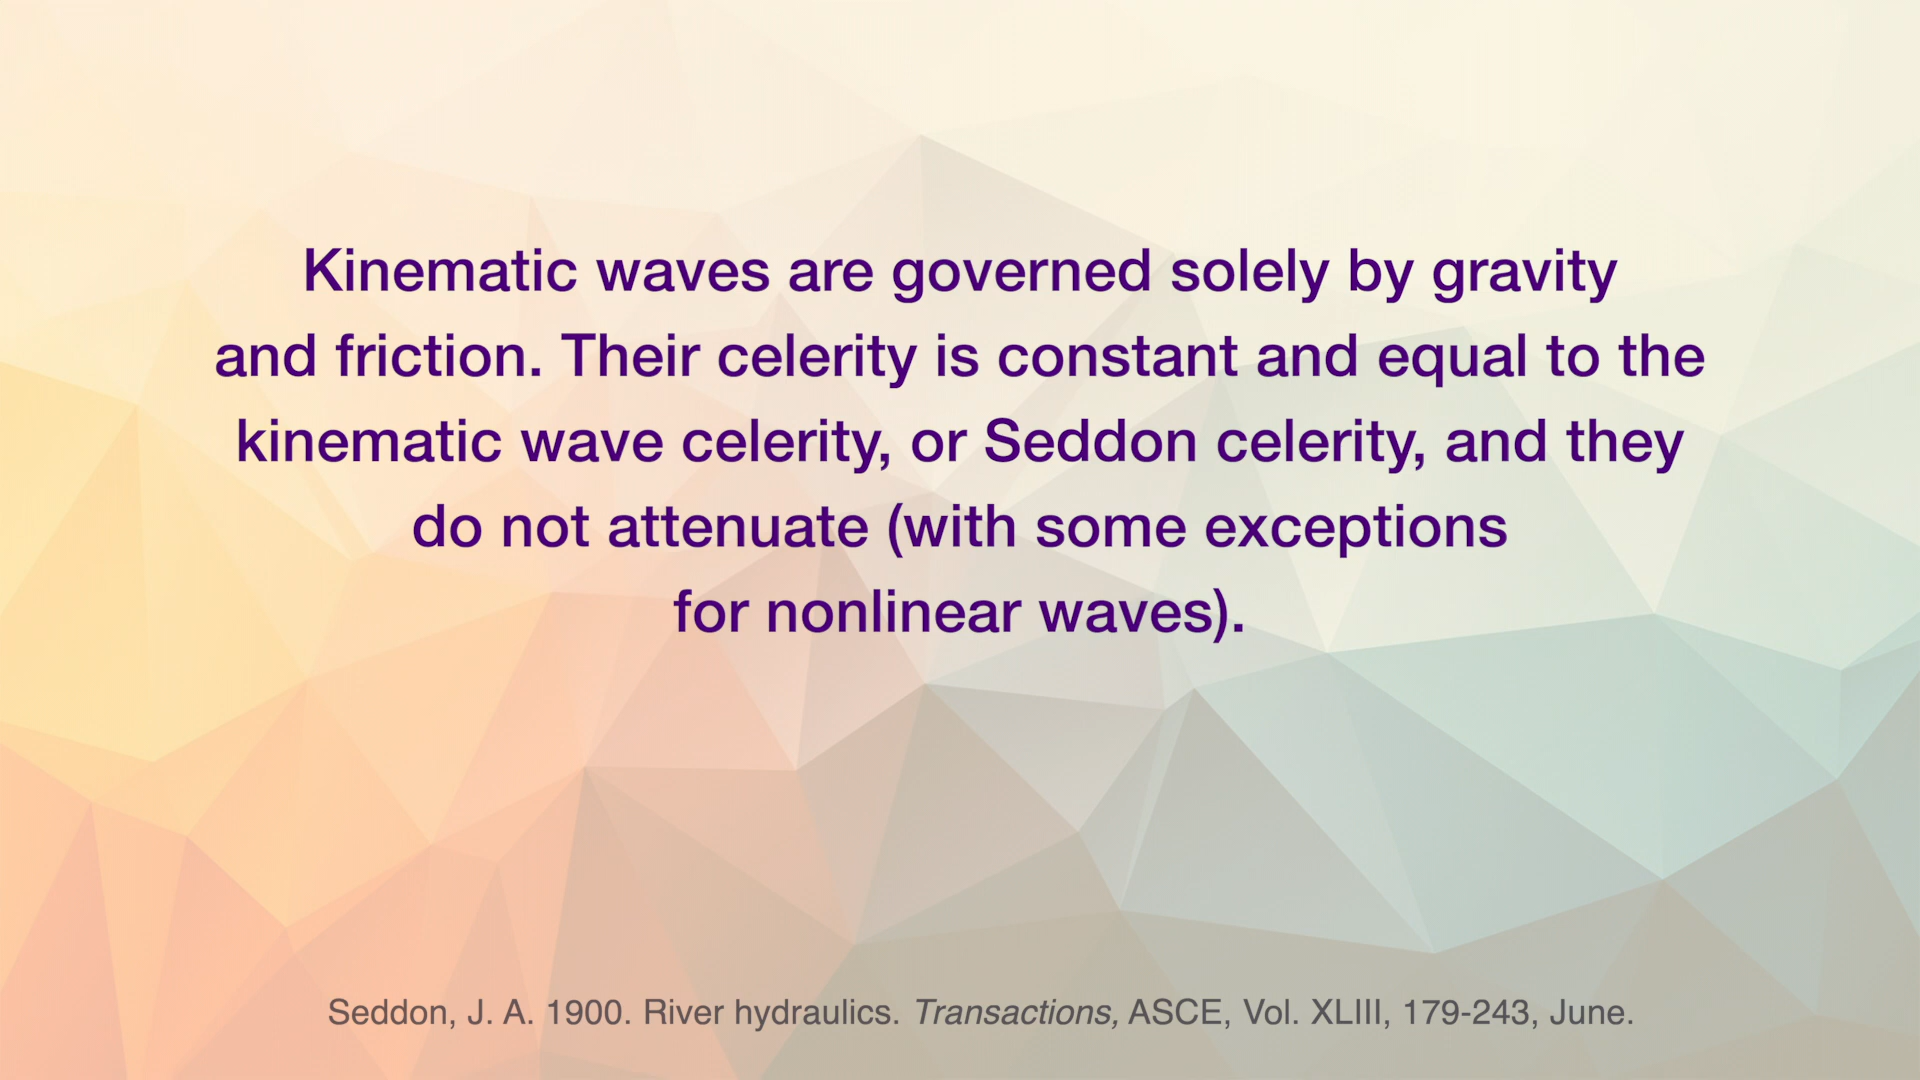 Kinematic waves are governed solely by gravity
and friction. Their celerity is constant and equal to the
kinematic wave celerity, or Seddon celerity, and they
do not attenuate (with some exceptions
for nonlinear waves).
Seddon, J. A. 1900. River hydraulics. Transactions, ASCE, Vol. XLIII, 179-243, June.